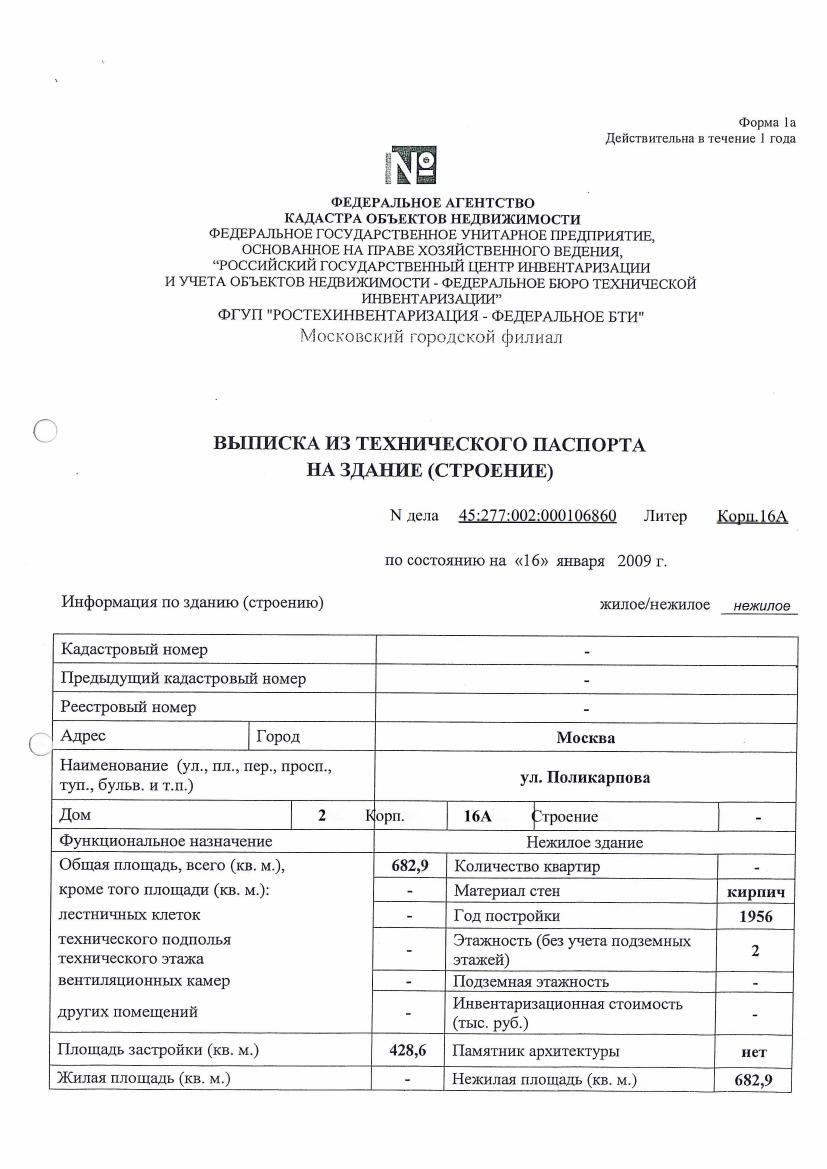 Форма 1а
Действительна в течение 1 года
№
ФЕДЕРАЛЬНОЕ АГЕНТСТВО
КАДАСТРА ОБЪЕКТОВ НЕДВИЖИМОСТИ
ФЕДЕРАЛЬНОЕ ГОСУДАРСТВЕННОЕ УНИТАРНОЕ ПРЕДПРИЯТИЕ,
ОСНОВАННОЕ НА ПРАВЕ ХОЗЯЙСТВЕННОГО ВЕДЕНИЯ,
“РОССИЙСКИЙ ГОСУДАРСТВЕННЫЙ ЦЕНТР ИНВЕНТАРИЗАЦИИ
И УЧЕТА ОБЪЕКТОВ НЕДВИЖИМОСТИ - ФЕДЕРАЛЬНОЕ БЮРО ТЕХНИЧЕСКОЙ
ИНВЕНТАРИЗАЦИИ”
ФГУП "РОСТЕХИНВЕНТАРИЗАЦИЯ - ФЕДЕРАЛЬНОЕ БТИ"
Московский городской филиал
ВЫПИСКА ИЗ ТЕХНИЧЕСКОГО ПАСПОРТА
НА ЗДАНИЕ (СТРОЕНИЕ)
N дела 45:277:002:000106860 Литер Корп.16А
по состоянию на «16» января 2009 г.
Информация по зданию (строению) жилое/нежилое нежилое
Кадастровый номер -
Предыдущий кадастровый номер -
Реестровый номер -
Адрес Город Москва
Наименование (ул., пл., пер., просп.,
туп., бульв. и т.п.) ул. Поликарпова
Дом 2 Корп. 16А Строение -
Функциональное назначение Нежилое здание
Общая площадь, всего (кв. м.), 682,9 Количество квартир -
кроме того площади (кв. м.): - Материал стен кирпич
лестничных клеток - Год постройки 1956
технического подполья - Этажность (без учета подземных 2
технического этажа этажей)
вентиляционных камер - Подземная этажность -
других помещений - Инвентаризационная стоимость -
(тыс. руб.)
Площадь застройки (кв. м.) 428,6 Памятник архитектуры нет
Жилая площадь (кв. м.) - Нежилая площадь (кв. м.) 682,9